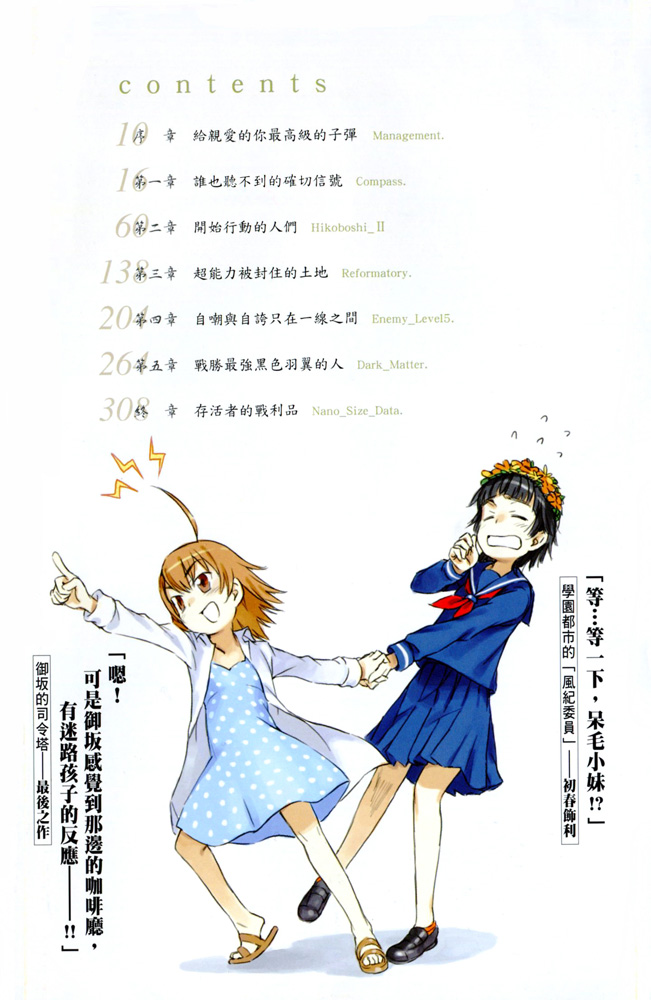 contents
10 序章 給親愛的你最高級的子彈 Management.
16 第一章 誰也聽不到的確切信號 Compass.
60 第二章 開始行動的人們 Hikoboshi_Ⅱ
138 第三章 超能力被封住的土地 Reformatory.
204 第四章 自嘲與自誇只在一線之間 Enemy_Level5.
264 第五章 戰勝最強黑色羽翼的人 Dark_Matter.
308 終章 存活者的戰利品 Nano_Size_Data.
「等…等一下,呆毛小妹!?」
學園都市的「風紀委員」——初春飾利
「嗯!
可是御坂感覺到那邊的咖啡廳,
有迷路孩子的反應——!!」
御坂的司令塔——最後之作